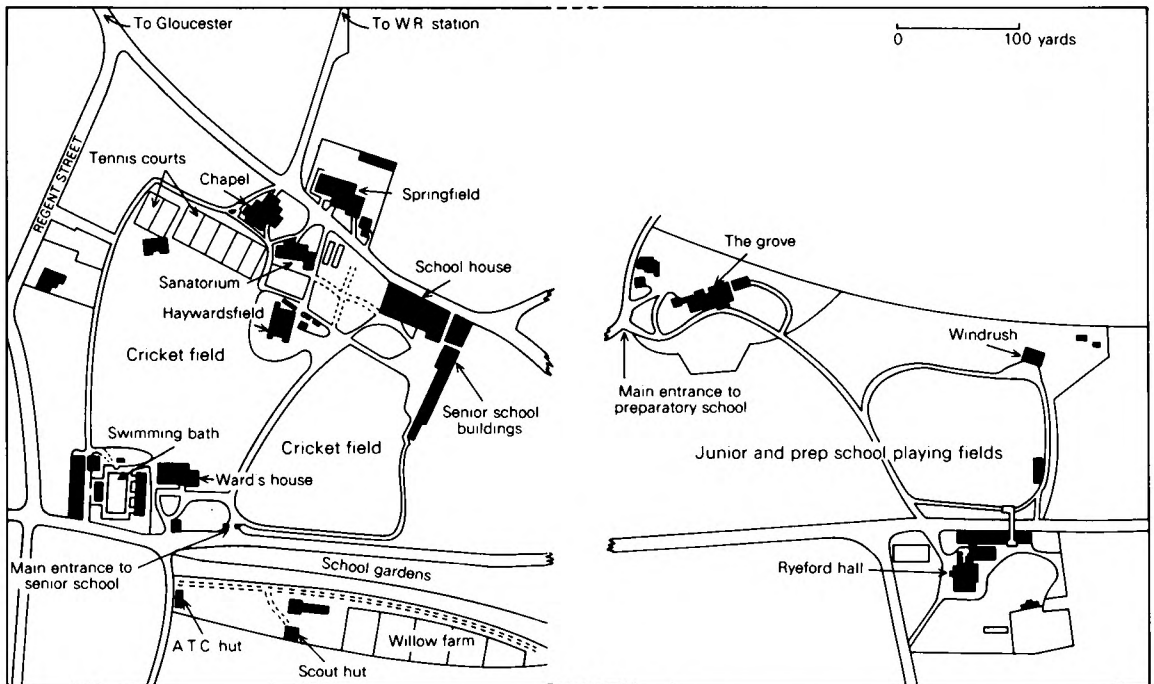 To Gloucester
To W R station
0 100 yards
REGENT STREET
Tennis courts
Chapel
Springfield
Sanatorium
School house
Haywardsfield
Cricket field
Senior school
buildings
Cricket field
Swimming bath
Ward's house
Main entrance to
senior school
School gardens
A T C hut
Scout hut
Willow farm
The grove
Windrush
Main entrance to
preparatory school
Junior and prep school playing fields
Ryeford hall